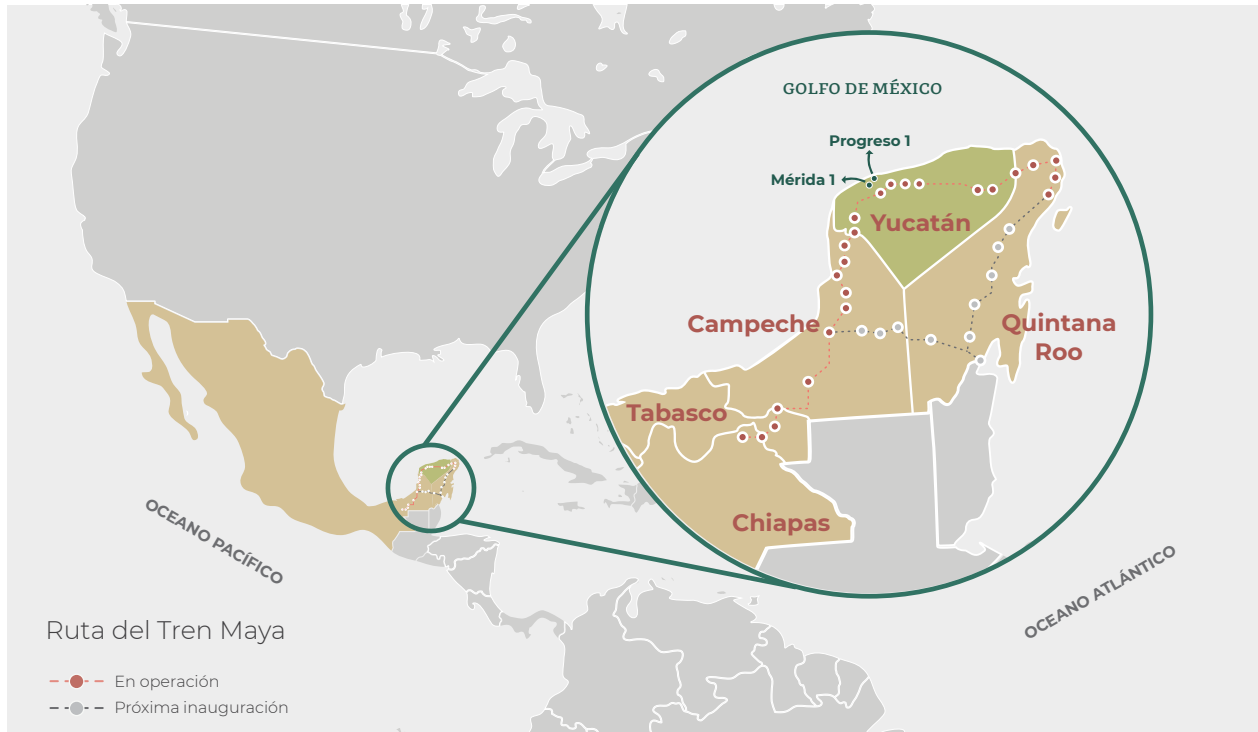 GOLFO DE MÉXICO
Progreso 1
Mérida 1
Yucatán
Campeche
Quintana
Roo
Tabasco
Chiapas
OCEANO PACÍFICO
OCEANO ATLÁNTICO
Ruta del Tren Maya
En operación
Próxima inauguración